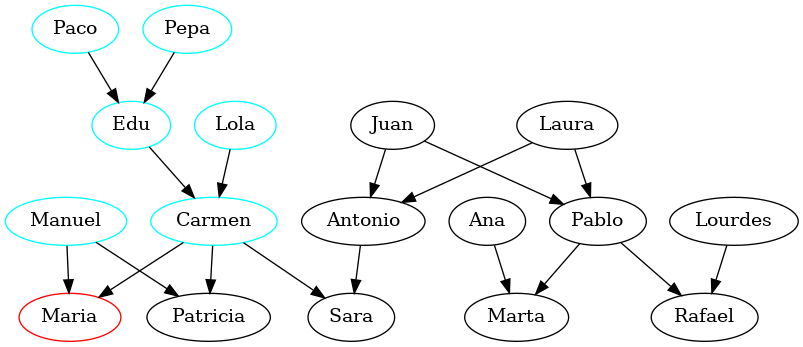 Paco
Pepa
Edu
Lola
Juan
Laura
Manuel
Carmen
Antonio
Ana
Pablo
Lourdes
Maria
Patricia
Sara
Marta
Rafael